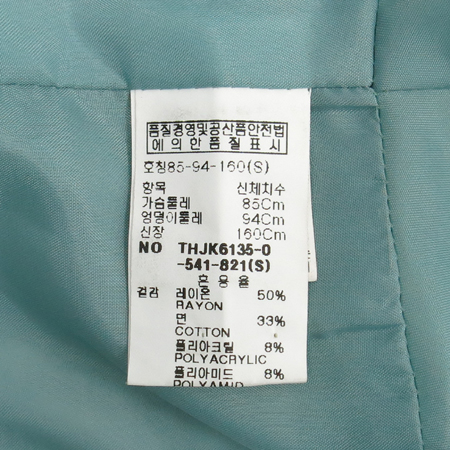 품질경영및공산품안전법
에 의 한 품 질 표 시
호칭85-94-160(S)
항목 신체치수
가슴둘레 85Cm
엉덩이둘레 94Cm
신장 160Cm
NO THJK6135-0
-541-821(S)
혼 용 율
겉감 레이온 50%
RAYON
면 33%
COTTON
폴리아크릴 8%
POLYACRYLIC
폴리아미드 8%
POLYAMID